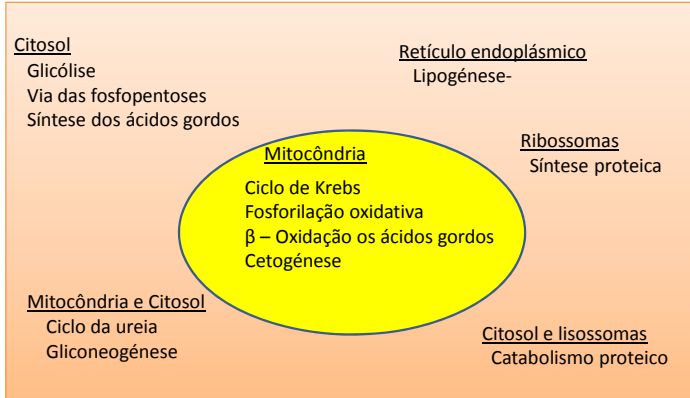 Citosol
Glicólise
Via das fosfopentoses
Síntese dos ácidos gordos
Retículo endoplásmico
Lipogénese-
Ribossomas
Síntese proteica
Mitocôndria
Ciclo de Krebs
Fosforilação oxidativa
β – Oxidação os ácidos gordos
Cetogénese
Mitocôndria e Citosol
Ciclo da ureia
Gliconeogénese
Citosol e lisossomas
Catabolismo proteico